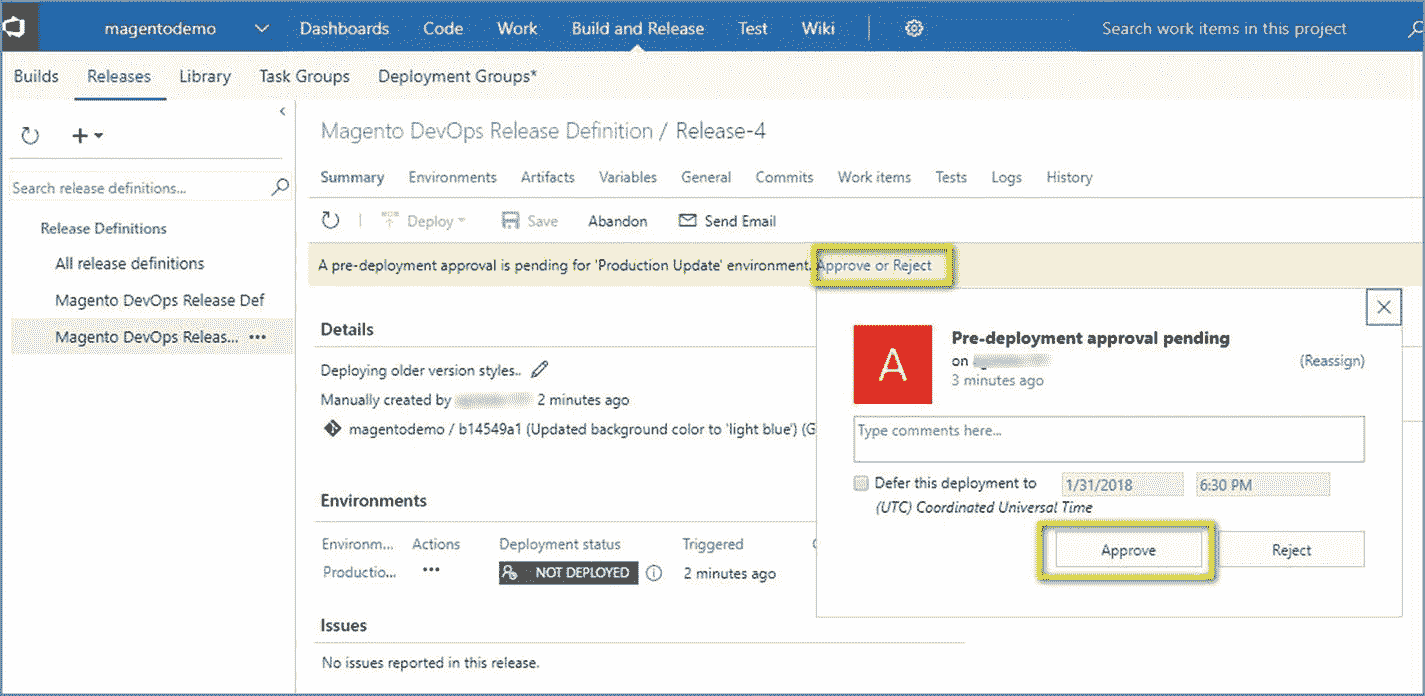 magentodemo Dashboards Code Work Build and Release Test Wiki Search work items in this project
Builds Releases Library Task Groups Deployment Groups*
Magento DevOps Release Definition / Release-4
Search release definitions...
Release Definitions
All release definitions
Magento DevOps Release Def
Magento DevOps Releas... •••
Summary Environments Artifacts Variables General Commits Work items Tests Logs History
Deploy Save Abandon Send Email
A pre-deployment approval is pending for 'Production Update' environment. Approve or Reject
Details
Deploying older version styles..
Manually created by 2 minutes ago
magentodemo / b14549a1 (Updated background color to 'light blue') (G
Environments
Environm... Actions Deployment status Triggered
Productio... ••• NOT DEPLOYED 2 minutes ago
Issues
No issues reported in this release.
A
Pre-deployment approval pending
on (Reassign)
3 minutes ago
Type comments here...
Defer this deployment to 1/31/2018 6:30 PM
(UTC) Coordinated Universal Time
Approve Reject